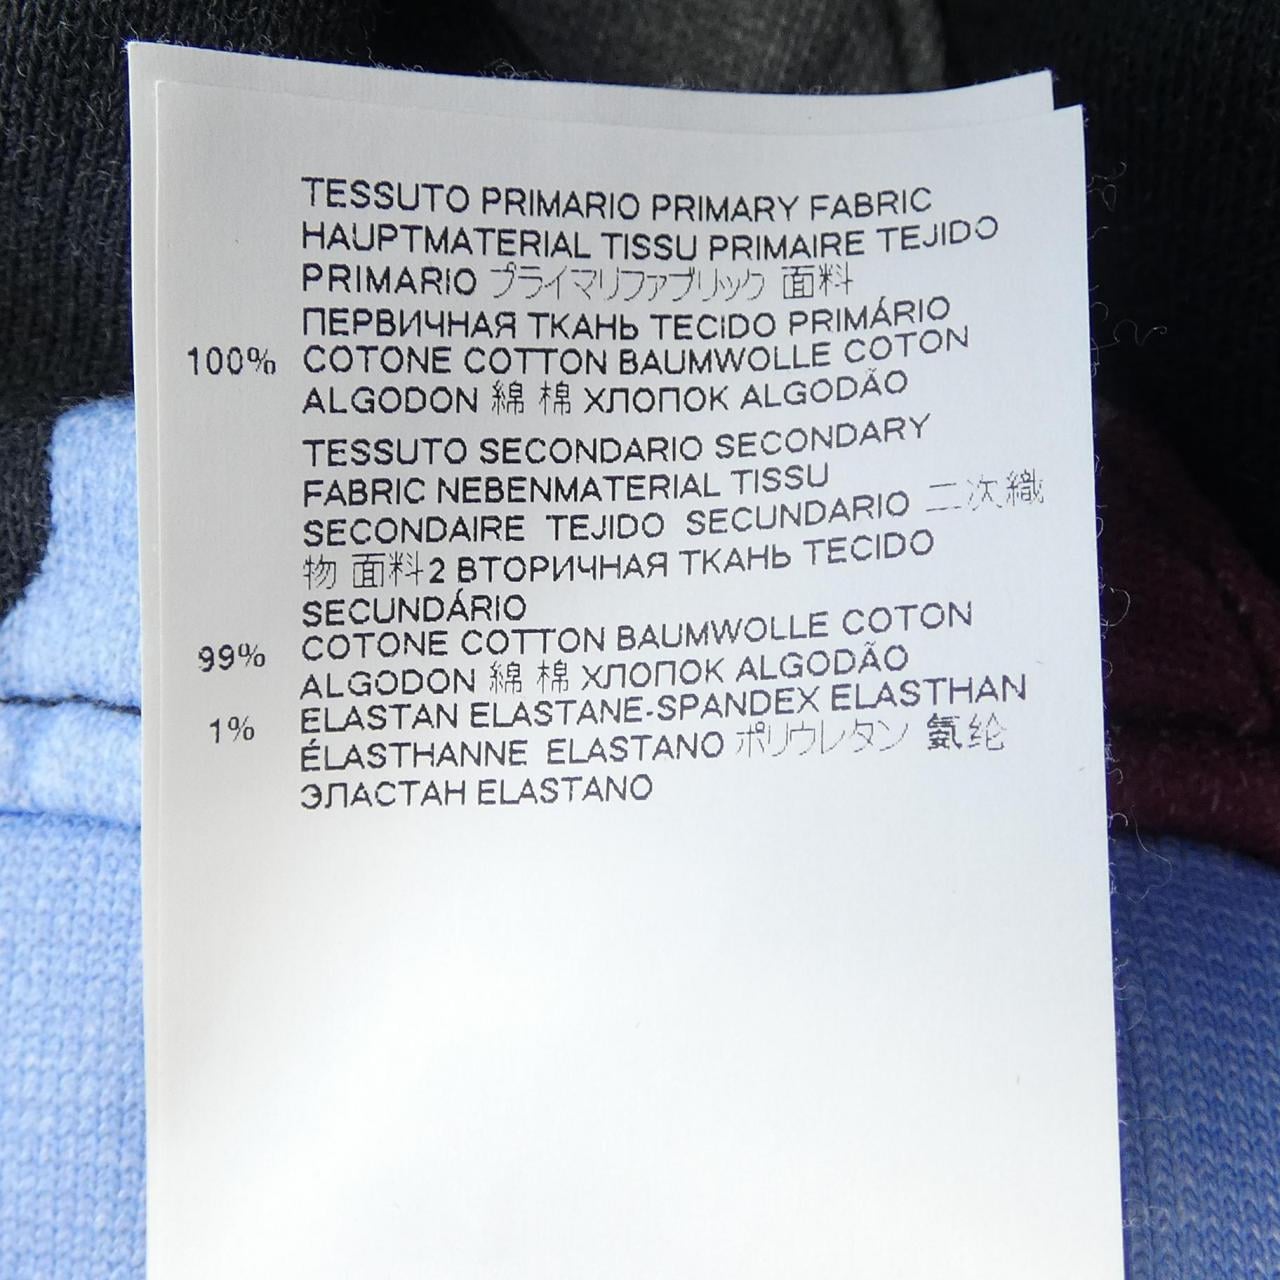 TESSUTO PRIMARIO PRIMARY FABRIC
HAUPTMATERIAL TISSU PRIMAIRE TEJIDO
PRIMARIO プライマリファブリック 面料
ПЕРВИЧНАЯ ТКАНЬ TECIDO PRIMÁRIO
100% COTONE COTTON BAUMWOLLE COTON
ALGODON 綿 棉 ХЛОПОК ALGODÃO
TESSUTO SECONDARIO SECONDARY
FABRIC NEBENMATERIAL TISSU
SECONDAIRE TEJIDO SECUNDARIO 二次織
物 面料2 ВТОРИЧНАЯ ТКАНЬ TECIDO
SECUNDÁRIO
99% COTONE COTTON BAUMWOLLE COTON
ALGODON 綿 棉 ХЛОПОК ALGODÃO
1% ELASTAN ELASTANE-SPANDEX ELASTHAN
ÉLASTHANNE ELASTANO ポリウレタン 氨纶
ЭЛАСТАН ELASTANO